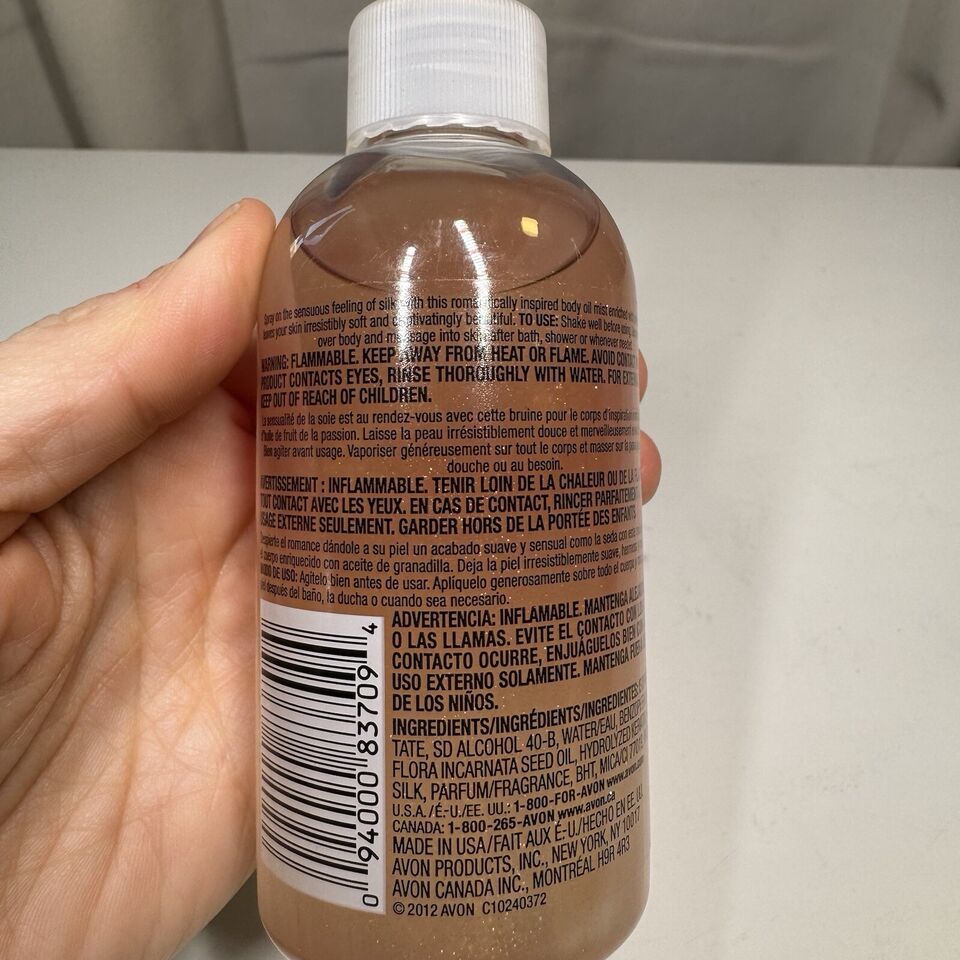 Spray on the sensuous feeling of silk with this romantically inspired body oil mist enriched
leaves your skin irresistibly soft and captivatingly beautiful. TO USE: Shake well before using.
over body and massage into skin after bath, shower or whenever needed.
WARNING: FLAMMABLE. KEEP AWAY FROM HEAT OR FLAME. AVOID CONTACT
PRODUCT CONTACTS EYES, RINSE THOROUGHLY WITH WATER. FOR
KEEP OUT OF REACH OF CHILDREN.
La sensualité de la soie est au rendez-vous avec cette bruine pour le corps
d'huile de fruit de la passion. Laisse la peau irrésistiblement douce et merveilleusement
Bien agiter avant usage. Vaporiser généreusement sur tout le corps et masser sur la
douche ou au besoin.
AVERTISSEMENT : INFLAMMABLE. TENIR LOIN DE LA CHALEUR OU DE LA
TOUT CONTACT AVEC LES YEUX. EN CAS DE CONTACT, RINCER PARFAITEMENT
USAGE EXTERNE SEULEMENT. GARDER HORS DE LA PORTÉE DES ENFANTS
Despierte el romance dándole a su piel un acabado suave y sensual como la seda con
el cuerpo enriquecido con aceite de granadilla. Deja la piel irresistiblemente suave,
MODO DE USO: Agítelo bien antes de usar. Aplíquelo generosamente sobre todo el cuerpo
piel después del baño, la ducha o cuando sea necesario.
ADVERTENCIA: INFLAMABLE. MANTENGA
O LAS LLAMAS. EVITE EL CONTACTO CON
CONTACTO OCURRE, ENJUÁGUELOS BIEN
USO EXTERNO SOLAMENTE. MANTENGA FUERA
DE LOS NIÑOS.
INGREDIENTS/INGRÉDIENTS/INGREDIENTES:
TATE, SD ALCOHOL 40-B, WATER/EAU,
FLORA INCARNATA SEED OIL, HYDROLYZED
SILK, PARFUM/FRAGRANCE, BHT, MICA/CI
U.S.A./É.-U./EE. UU.: 1-800-FOR-AVON www.avon.com
CANADA: 1-800-265-AVON www.avon.ca
MADE IN USA/FAIT AUX É-U./HECHO EN EE. UU.
AVON PRODUCTS, INC., NEW YORK, NY 10017
AVON CANADA INC., MONTRÉAL H9R 4R3
© 2012 AVON C10240372
0 94000 83709 4